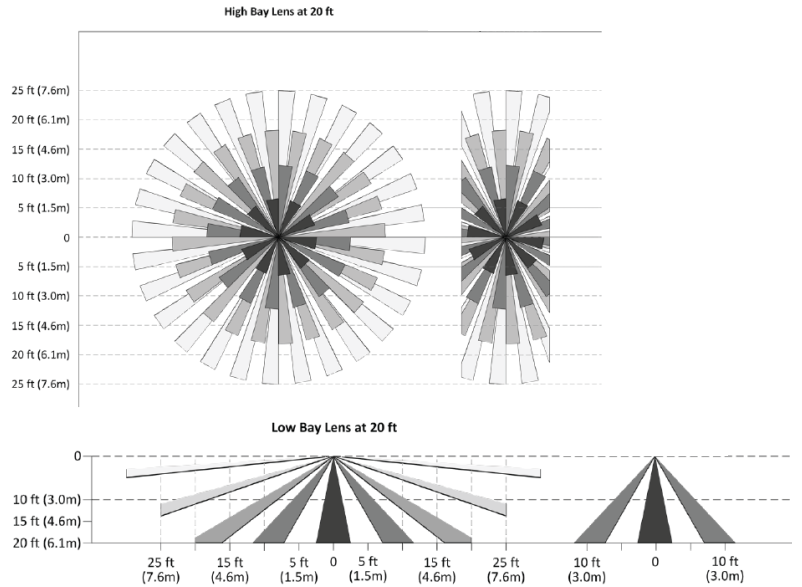 High Bay Lens at 20 ft
25 ft (7.6m)
20 ft (6.1m)
15 ft (4.6m)
10 ft (3.0m)
5 ft (1.5m)
0
5 ft (1.5m)
10 ft (3.0m)
15 ft (4.6m)
20 ft (6.1m)
25 ft (7.6m)
Low Bay Lens at 20 ft
0
10 ft (3.0m)
15 ft (4.6m)
20 ft (6.1m)
25 ft 15 ft 5 ft 0 5 ft 15 ft 25 ft 10 ft 0 10 ft
(7.6m) (4.6m) (1.5m) (1.5m) (4.6m) (7.6m) (3.0m) (3.0m)